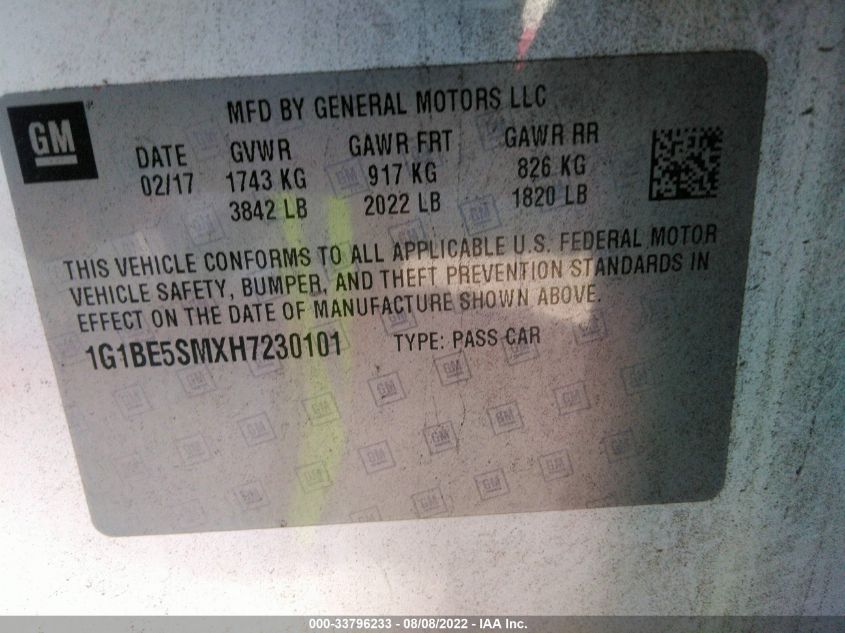 GM
MFD BY GENERAL MOTORS LLC
DATE GVWR GAWR FRT GAWR RR
02/17 1743 KG 917 KG 826 KG
3842 LB 2022 LB 1820 LB
THIS VEHICLE CONFORMS TO ALL APPLICABLE U.S. FEDERAL MOTOR
VEHICLE SAFETY, BUMPER, AND THEFT PREVENTION STANDARDS IN
EFFECT ON THE DATE OF MANUFACTURE SHOWN ABOVE.
1G1BE5SMXH7230101 TYPE: PASS CAR
000-33796233 - 08/08/2022 - IAA Inc.